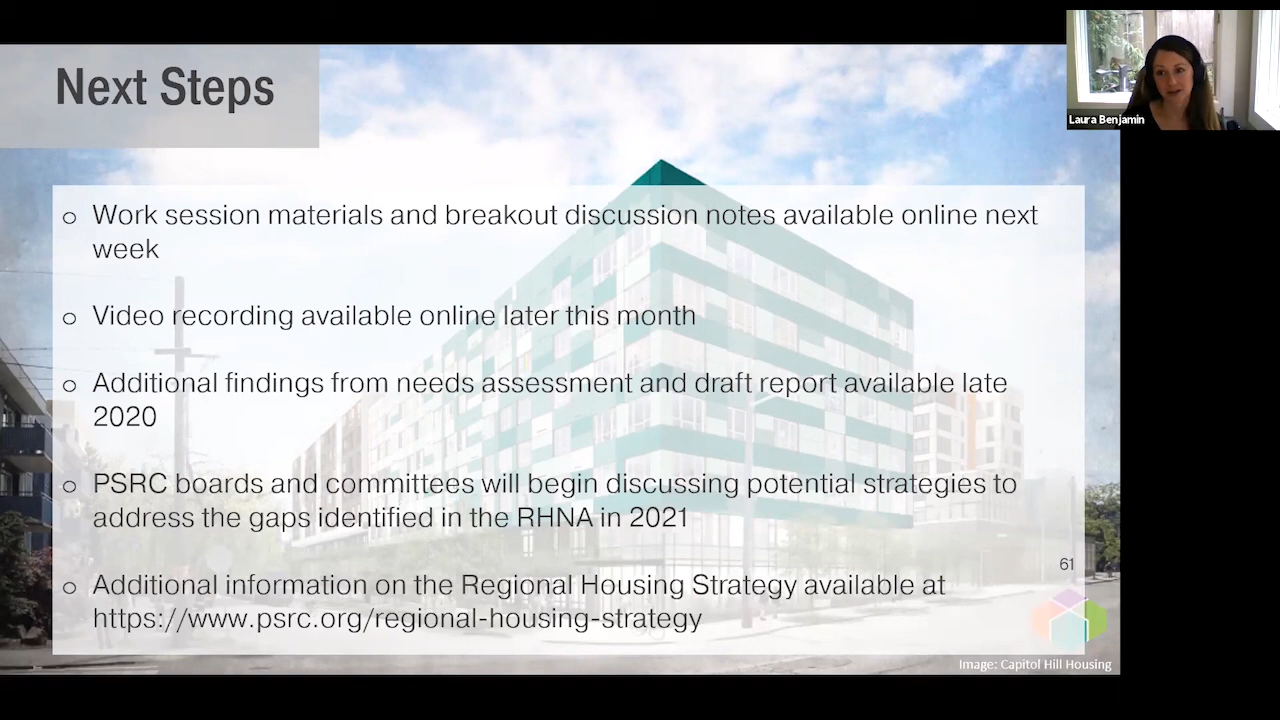 Next Steps
Laura Benjamin
o Work session materials and breakout discussion notes available online next
week
o Video recording available online later this month
o Additional findings from needs assessment and draft report available late
2020
o PSRC boards and committees will begin discussing potential strategies to
address the gaps identified in the RHNA in 2021
61
o Additional information on the Regional Housing Strategy available at
https://www.psrc.org/regional-housing-strategy
Image: Capitol Hill Housing